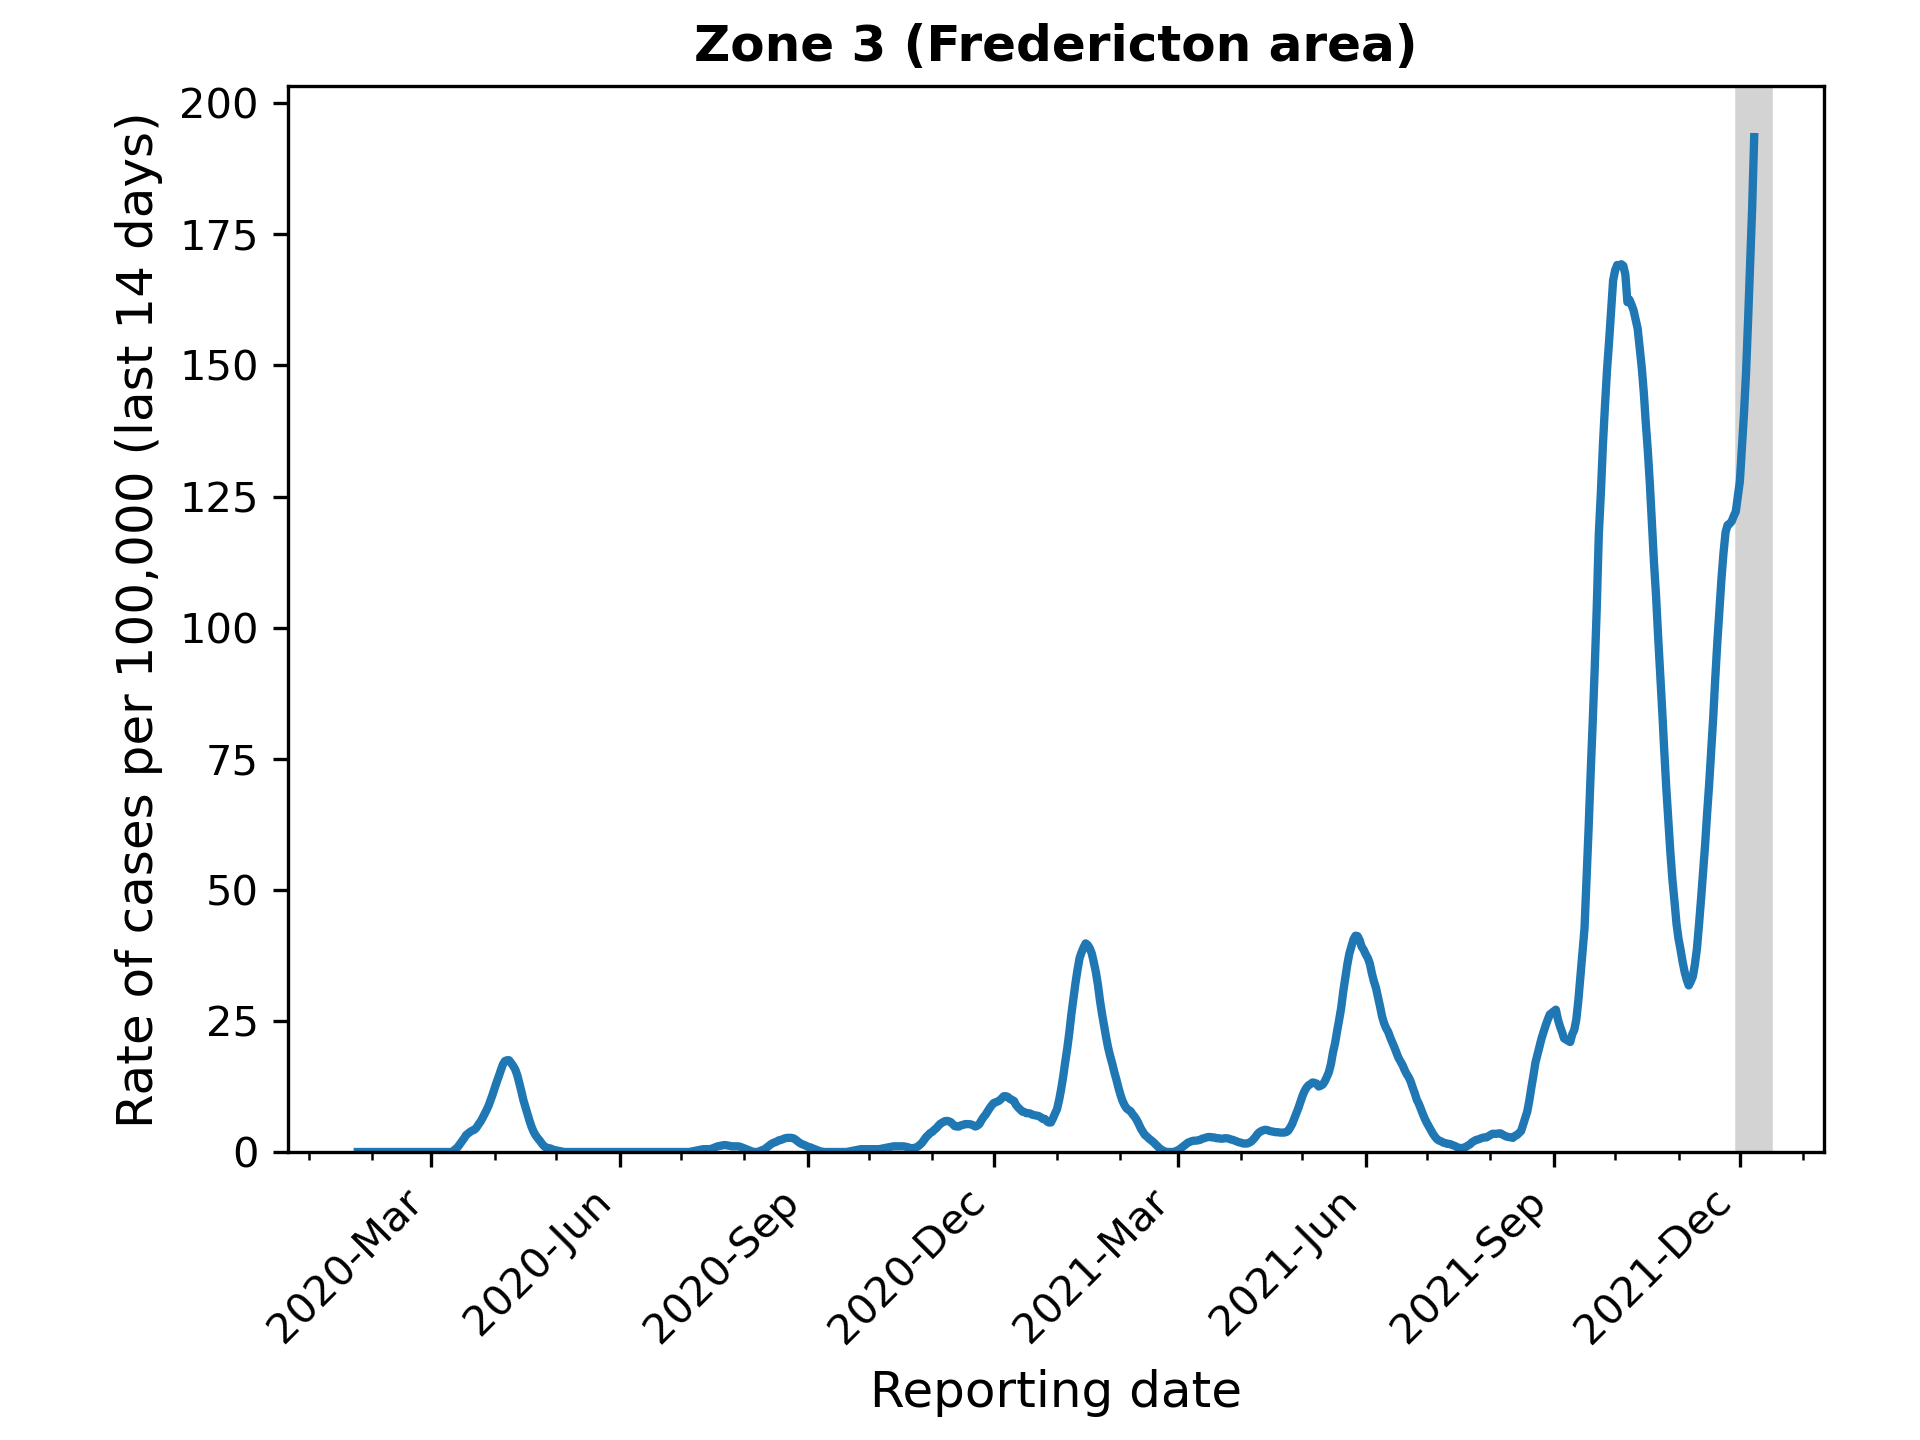 Zone 3 (Fredericton area)
Rate of cases per 100,000 (last 14 days)
200
175
150
125
100
75
50
25
0
2020-Mar
2020-Jun
2020-Sep
2020-Dec
2021-Mar
2021-Jun
2021-Sep
2021-Dec
Reporting date